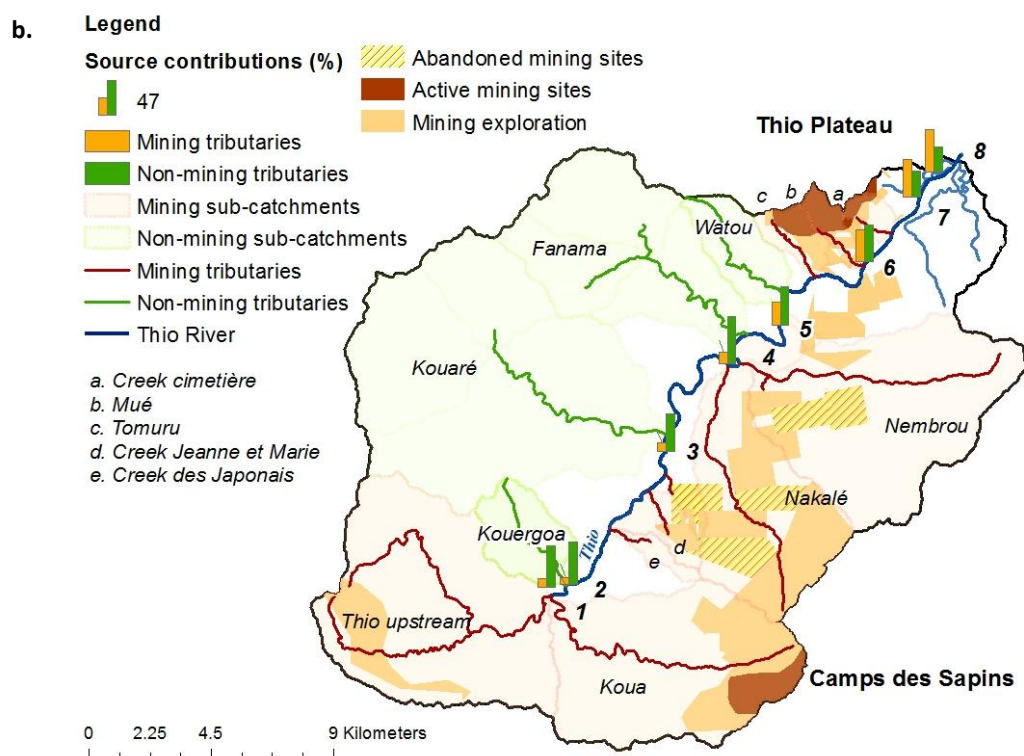 b.
Legend
Source contributions (%)
47
Mining tributaries
Non-mining tributaries
Mining sub-catchments
Non-mining sub-catchments
Mining tributaries
Non-mining tributaries
Thio River
Abandoned mining sites
Active mining sites
Mining exploration
a. Creek cimetière
b. Mué
c. Tomuru
d. Creek Jeanne et Marie
e. Creek des Japonais
Thio Plateau
8
c
b
a
Watou
7
Fanama
6
5
4
Kouaré
Nembrou
3
Nakalé
Kouergoa
Thio
d
e
2
1
Thio upstream
Koua
Camps des Sapins
0 2.25 4.5 9 Kilometers